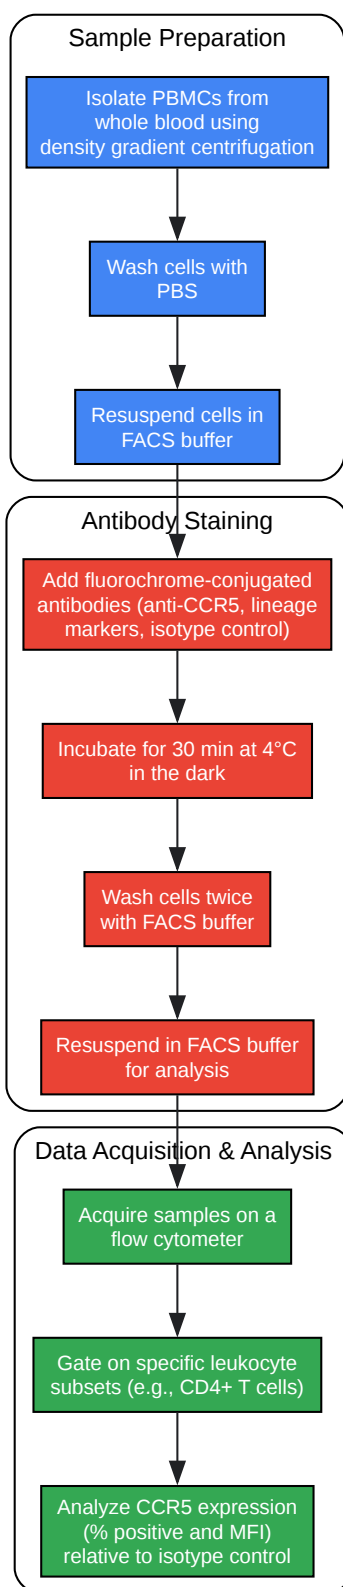 Sample Preparation
Isolate PBMCs from
whole blood using
density gradient centrifugation
Wash cells with
PBS
Resuspend cells in
FACS buffer
Antibody Staining
Add fluorochrome-conjugated
antibodies (anti-CCR5, lineage
markers, isotype control)
Incubate for 30 min at 4°C
in the dark
Wash cells twice
with FACS buffer
Resuspend in FACS buffer
for analysis
Data Acquisition & Analysis
Acquire samples on a
flow cytometer
Gate on specific leukocyte
subsets (e.g., CD4+ T cells)
Analyze CCR5 expression
(% positive and MFI)
relative to isotype control